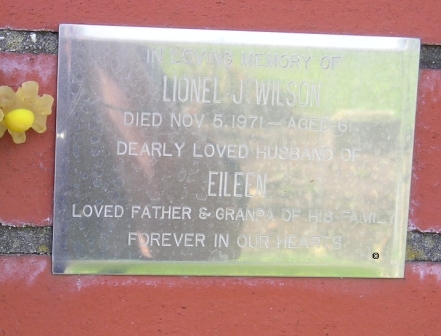 IN LOVING MEMORY OF
LIONEL J. WILSON
DIED NOV 5.1971 — AGED 61.
DEARLY LOVED HUSBAND OF
EILEEN
LOVED FATHER & GRANPA OF HIS FAMILY
FOREVER IN OUR HEARTS